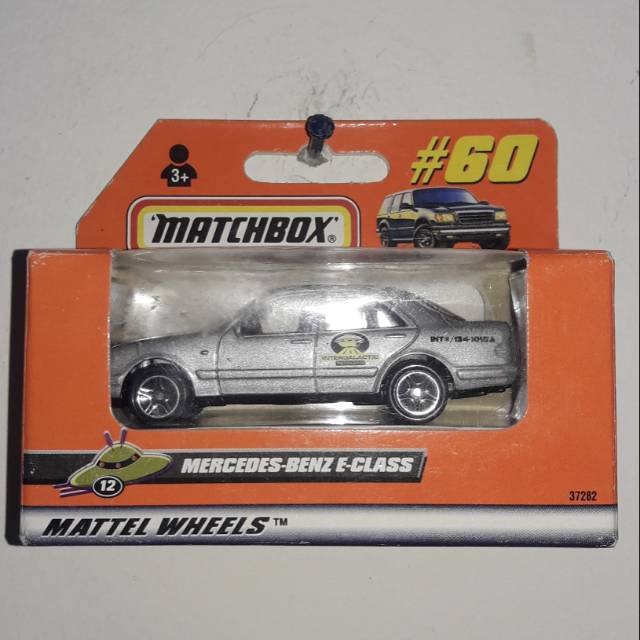 #60
3+
MATCHBOX®
INTERGALACTIC
12
MERCEDES-BENZ E-CLASS
37282
MATTEL WHEELS™